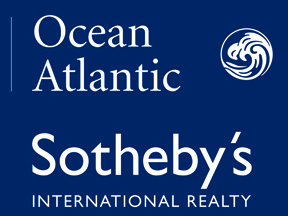 Ocean
Atlantic
Sotheby's
INTERNATIONAL REALTY